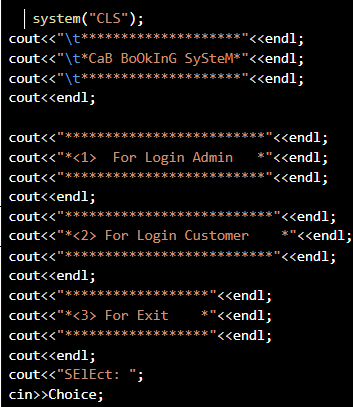 system("CLS");
cout<<"\t********************"<<endl;
cout<<"\t*CaB BoOkInG SySteM*"<<endl;
cout<<"\t********************"<<endl;
cout<<endl;
cout<<"*************************"<<endl;
cout<<"*<1>  For Login Admin   *"<<endl;
cout<<"*************************"<<endl;
cout<<endl;
cout<<"**************************"<<endl;
cout<<"*<2> For Login Customer    *"<<endl;
cout<<"**************************"<<endl;
cout<<endl;
cout<<"******************"<<endl;
cout<<"*<3> For Exit    *"<<endl;
cout<<"******************"<<endl;
cout<<endl;
cout<<"SElEct: ";
cin>>Choice;